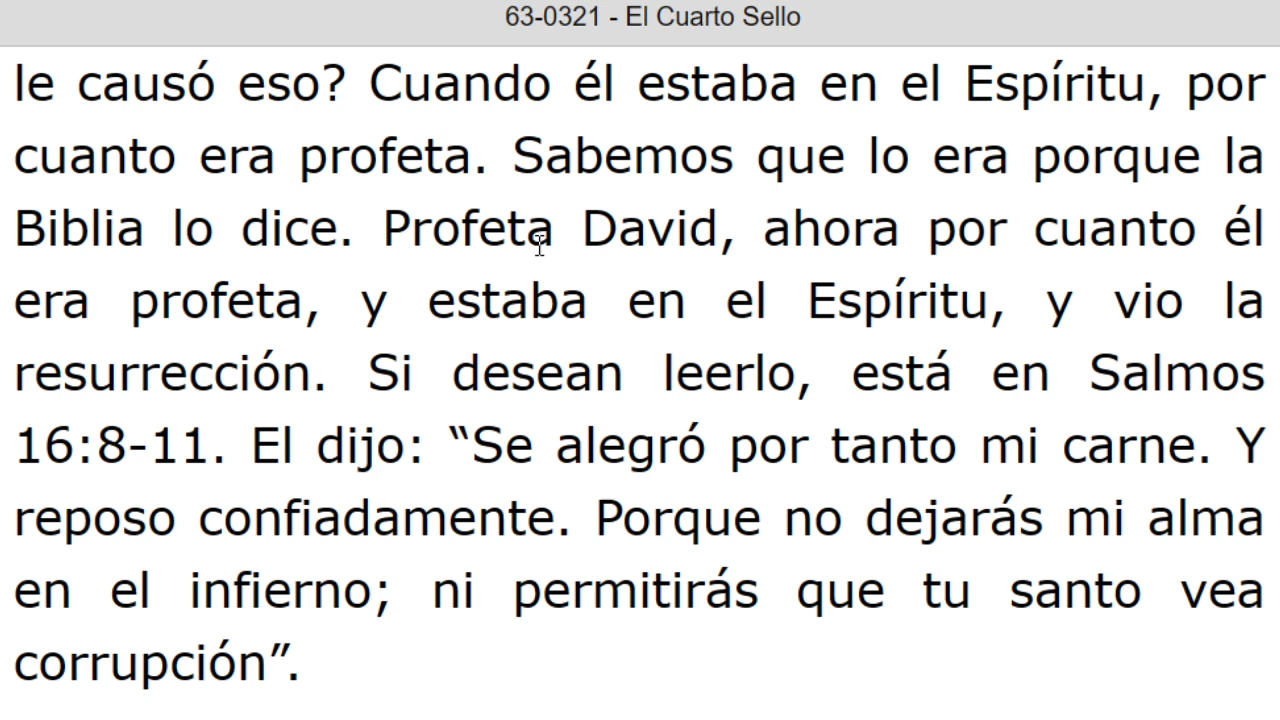 63-0321 - El Cuarto Sello
le causó eso? Cuando él estaba en el Espíritu, por
cuanto era profeta. Sabemos que lo era porque la
Biblia lo dice. Profeta David, ahora por cuanto él
era profeta, y estaba en el Espíritu, y vio la
resurrección. Si desean leerlo, está en Salmos
16:8-11. El dijo: “Se alegró por tanto mi carne. Y
reposo confiadamente. Porque no dejarás mi alma
en el infierno; ni permitirás que tu santo vea
corrupción”.